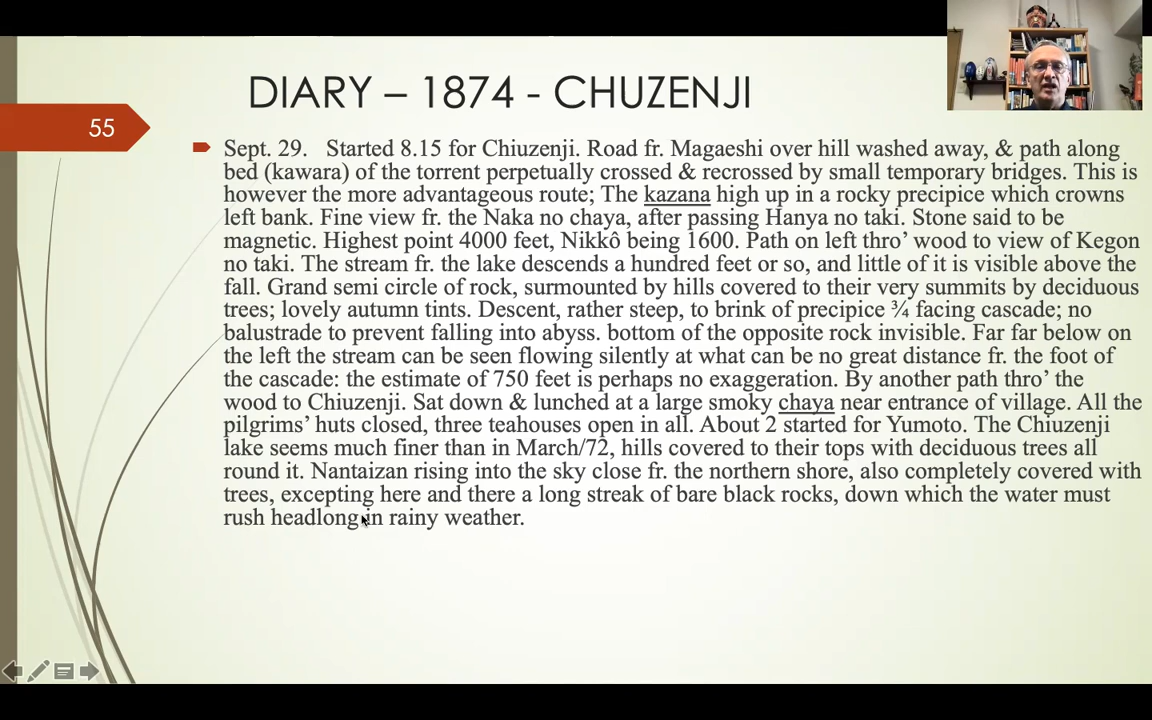 DIARY – 1874 - CHUZENJI
55
Sept. 29. Started 8.15 for Chiuzenji. Road fr. Magaeshi over hill washed away, & path along
bed (kawara) of the torrent perpetually crossed & recrossed by small temporary bridges. This is
however the more advantageous route; The kazana high up in a rocky precipice which crowns
left bank. Fine view fr. the Naka no chaya, after passing Hanya no taki. Stone said to be
magnetic. Highest point 4000 feet, Nikkô being 1600. Path on left thro’ wood to view of Kegon
no taki. The stream fr. the lake descends a hundred feet or so, and little of it is visible above the
fall. Grand semi circle of rock, surmounted by hills covered to their very summits by deciduous
trees; lovely autumn tints. Descent, rather steep, to brink of precipice ¾ facing cascade; no
balustrade to prevent falling into abyss. bottom of the opposite rock invisible. Far far below on
the left the stream can be seen flowing silently at what can be no great distance fr. the foot of
the cascade: the estimate of 750 feet is perhaps no exaggeration. By another path thro’ the
wood to Chiuzenji. Sat down & lunched at a large smoky chaya near entrance of village. All the
pilgrims’ huts closed, three teahouses open in all. About 2 started for Yumoto. The Chiuzenji
lake seems much finer than in March/72, hills covered to their tops with deciduous trees all
round it. Nantaizan rising into the sky close fr. the northern shore, also completely covered with
trees, excepting here and there a long streak of bare black rocks, down which the water must
rush headlong in rainy weather.